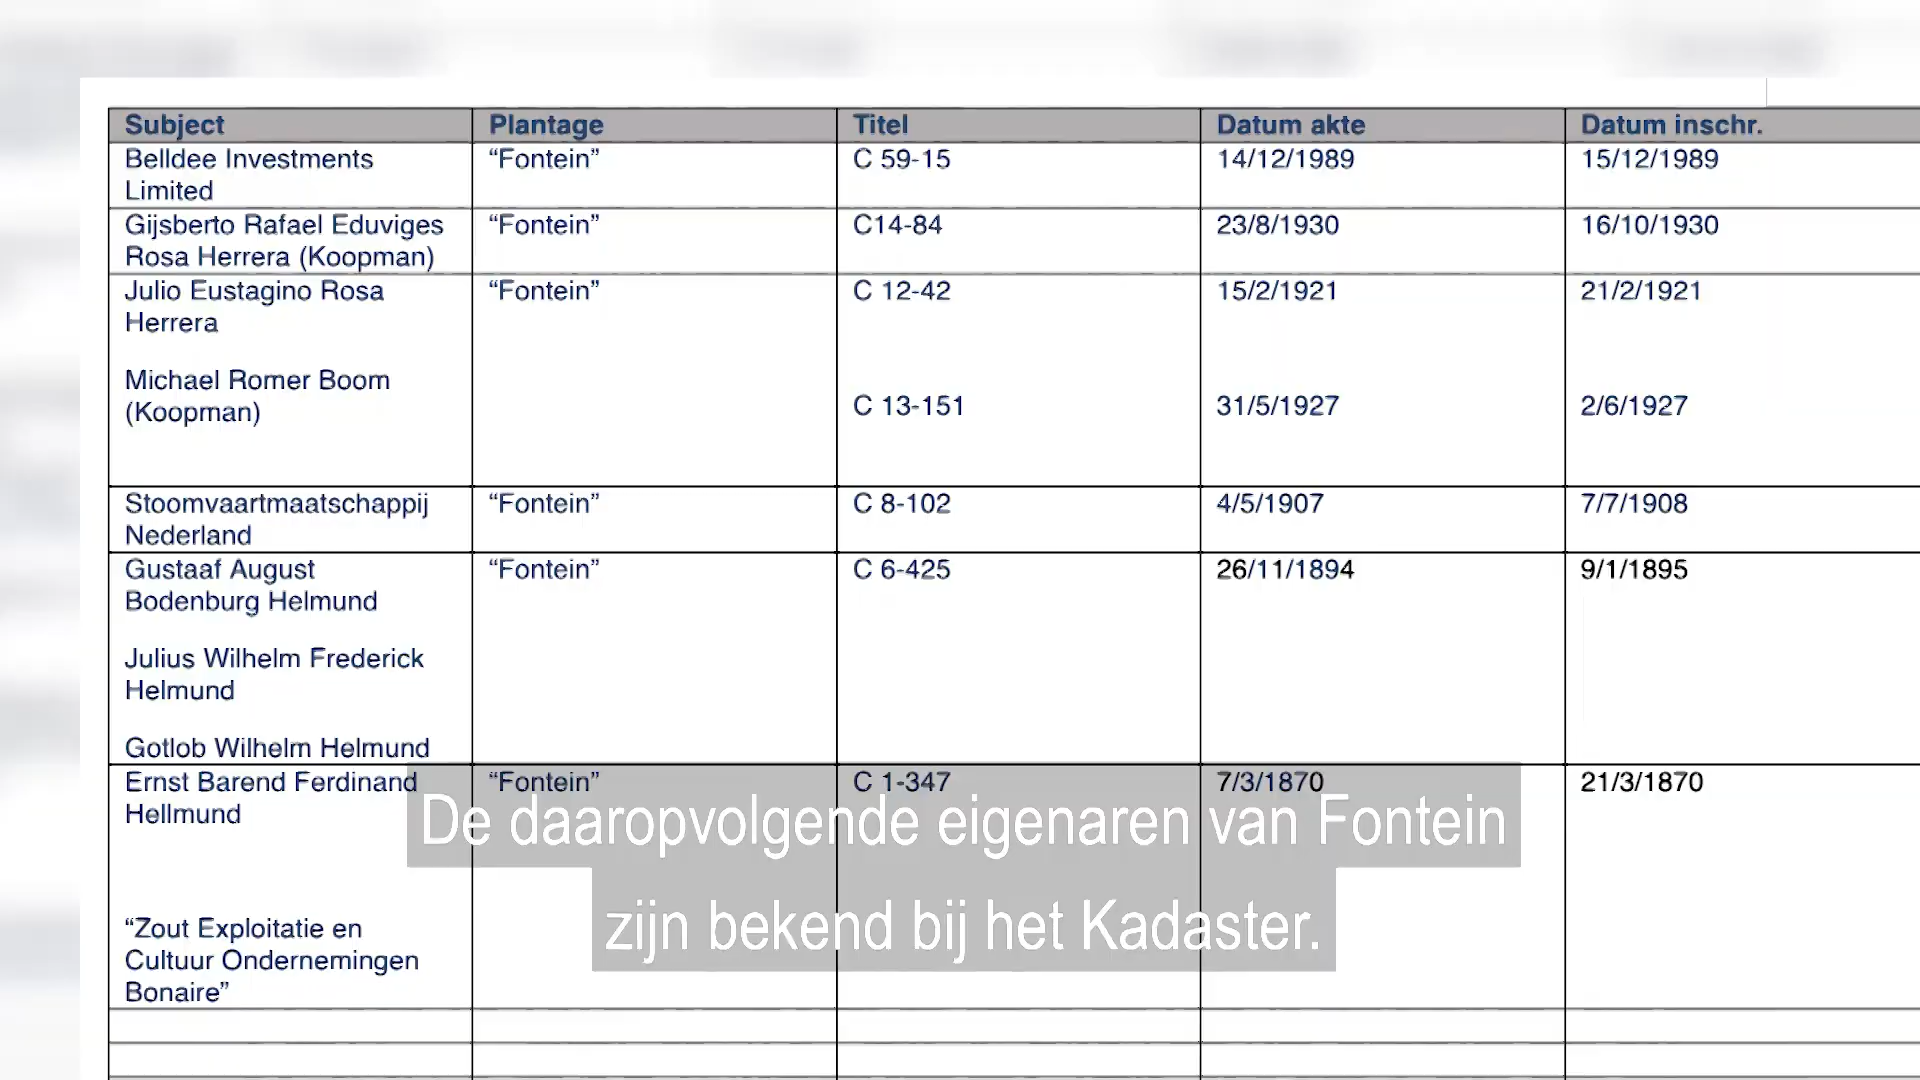 Subject Plantage Titel Datum akte Datum inschr.
Belldee Investments “Fontein” C 59-15 14/12/1989 15/12/1989
Limited
Gijsberto Rafael Eduviges “Fontein” C14-84 23/8/1930 16/10/1930
Rosa Herrera (Koopman)
Julio Eustagino Rosa “Fontein” C 12-42 15/2/1921 21/2/1921
Herrera
Michael Romer Boom
(Koopman) C 13-151 31/5/1927 2/6/1927
Stoomvaartmaatschappij “Fontein” C 8-102 4/5/1907 7/7/1908
Nederland
Gustaaf August “Fontein” C 6-425 26/11/1894 9/1/1895
Bodenburg Helmund
Julius Wilhelm Frederick
Helmund
Gotlob Wilhelm Helmund
Ernst Barend Ferdinand “Fontein” C 1-347 7/3/1870 21/3/1870
Hellmund
“Zout Exploitatie en
Cultuur Ondernemingen
Bonaire”
De daaropvolgende eigenaren van Fontein
zijn bekend bij het Kadaster.